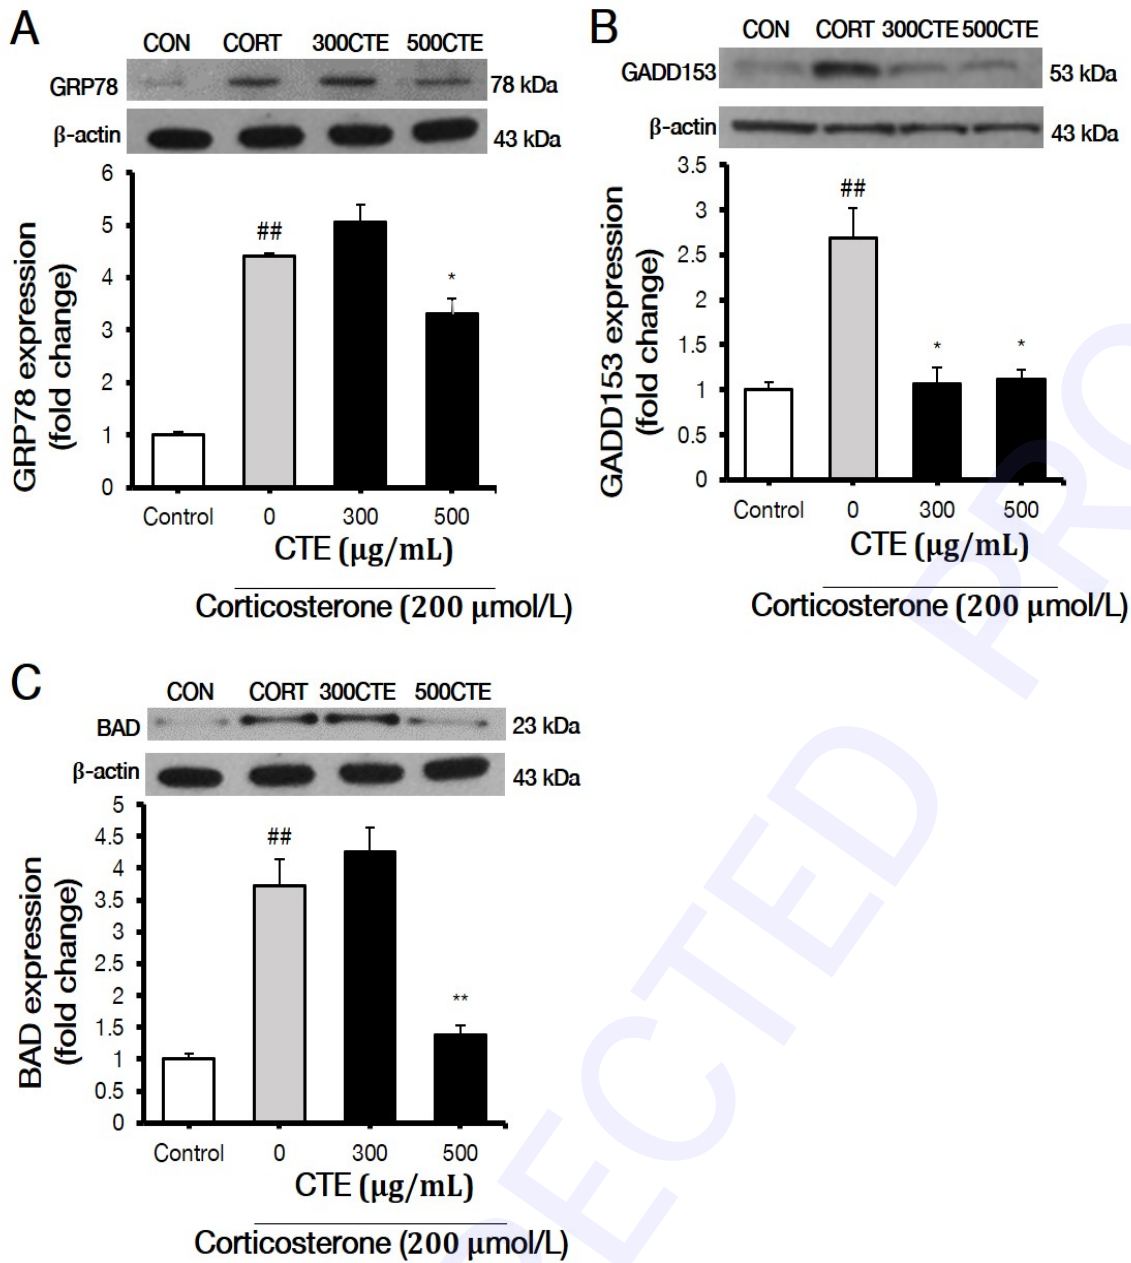 A
CON CORT 300CTE 500CTE
GRP78 78 kDa
β-actin 43 kDa
GRP78 expression
(fold change)
6
5
4
3
2
1
0
##
*
Control 0 300 500
CTE (μg/mL)
Corticosterone (200 μmol/L)
B
CON CORT 300CTE 500CTE
GADD153 53 kDa
β-actin 43 kDa
GADD153 expression
(fold change)
3.5
3
2.5
2
1.5
1
0.5
0
##
*
*
Control 0 300 500
CTE (μg/mL)
Corticosterone (200 μmol/L)
C
CON CORT 300CTE 500CTE
BAD 23 kDa
β-actin 43 kDa
BAD expression
(fold change)
5
4.5
4
3.5
3
2.5
2
1.5
1
0.5
0
##
**
Control 0 300 500
CTE (μg/mL)
Corticosterone (200 μmol/L)